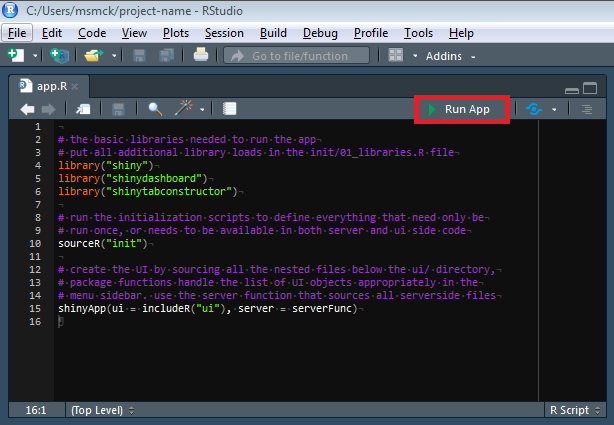 C:/Users/msmck/project-name - RStudio
File Edit Code View Plots Session Build Debug Profile Tools Help
Go to file/function Addins
app.R
Run App
1
2 # the basic libraries needed to run the app
3 # put all additional library loads in the init/01_libraries.R file
4 library("shiny")
5 library("shinydashboard")
6 library("shinytabconstructor")
7
8 # run the initialization scripts to define everything that need only be
9 # run once, or needs to be available in both server and ui side code
10 sourceR("init")
11
12 # create the UI by sourcing all the nested files below the ui/ directory,
13 # package functions handle the list of UI objects appropriately in the
14 # menu sidebar. use the server function that sources all serverside files
15 shinyApp(ui = includeR("ui"), server = serverFunc)
16
16:1 (Top Level) R Script